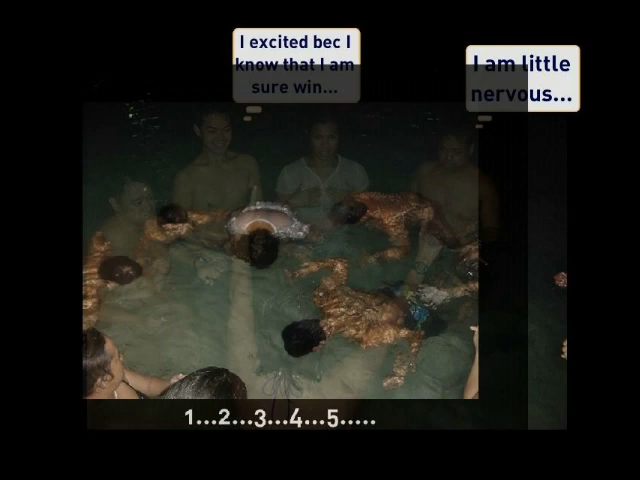 I excited bec I
know that I am
sure win...
I am little
nervous...
1...2...3...4...5.....